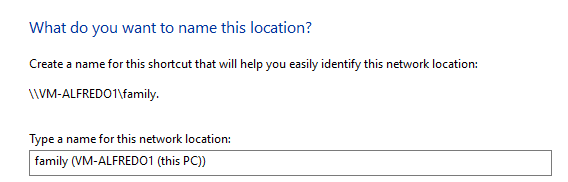 What do you want to name this location?
Create a name for this shortcut that will help you easily identify this network location:
\\VM-ALFREDO1\family.
Type a name for this network location:
family (VM-ALFREDO1 (this PC))